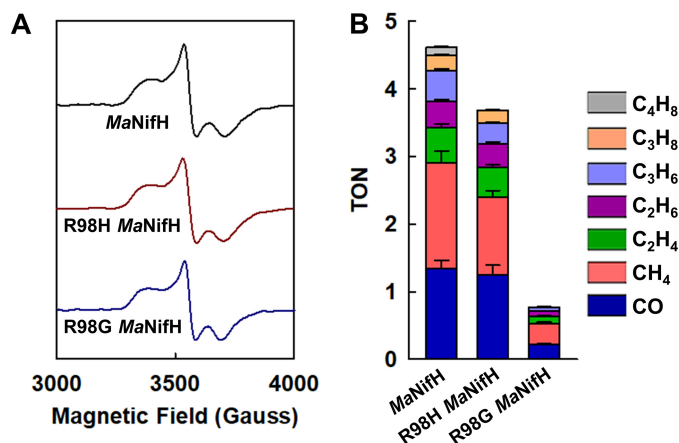 A
MaNifH
R98H MaNifH
R98G MaNifH
3000
3500
4000
Magnetic Field (Gauss)
B
TON
5
4
3
2
1
0
MaNifH
R98H MaNifH
R98G MaNifH
C₄H₈
C₃H₈
C₃H₆
C₂H₆
C₂H₄
CH₄
CO